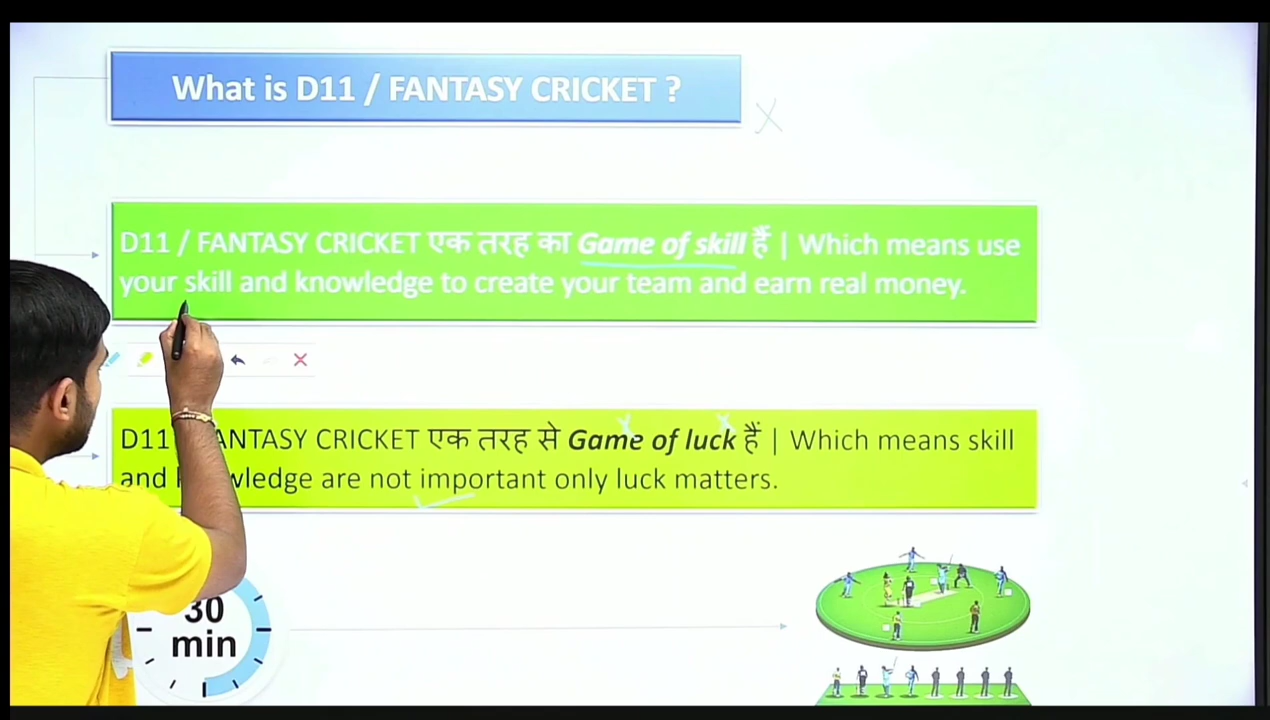 What is D11 / FANTASY CRICKET ?
D11 / FANTASY CRICKET एक तरह का Game of skill हैं | Which means use
your skill and knowledge to create your team and earn real money.
D11 ANTASY CRICKET एक तरह से Game of luck हैं | Which means skill
and wledge are not important only luck matters.
30
min